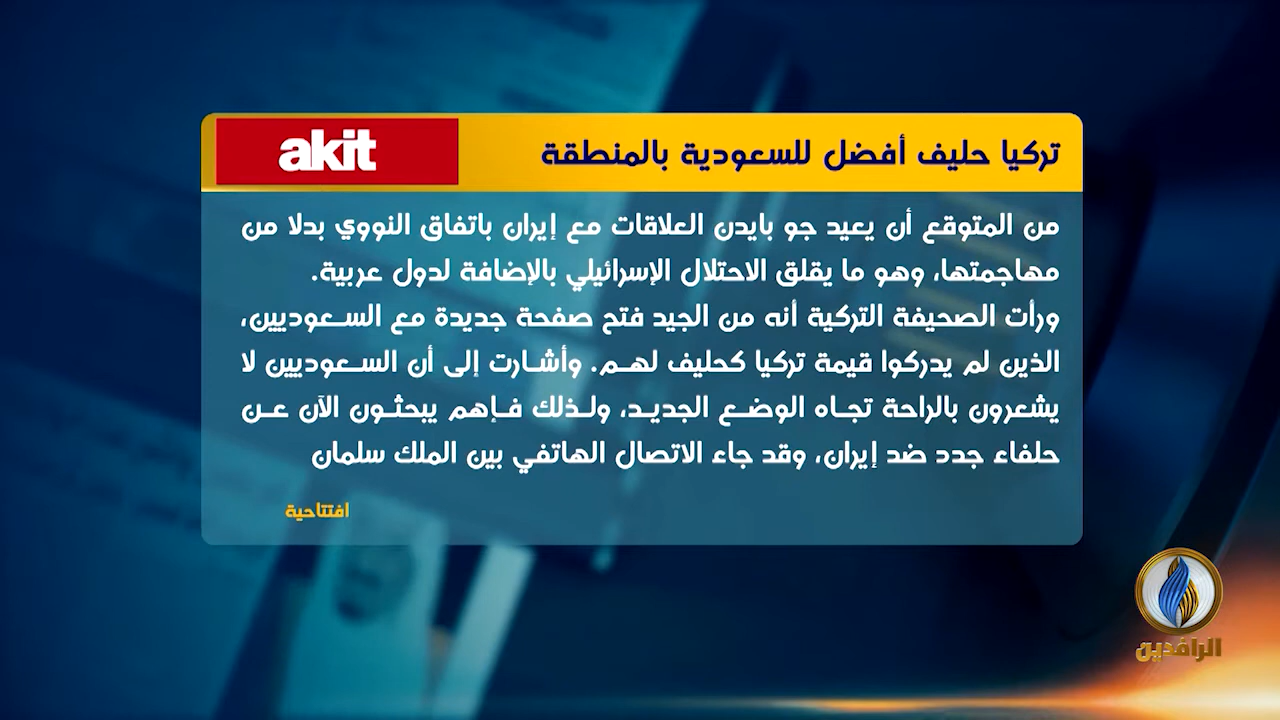 تركيا حليف أفضل للسعودية بالمنطقة
akit
من المتوقع أن يعيد جو بايدن العلاقات مع إيران باتفاق النووي بدلا من
مهاجمتها، وهو ما يقلق الاحتلال الإسرائيلي بالإضافة لدول عربية.
ورأت الصحيفة التركية أنه من الجيد فتح صفحة جديدة مع السعوديين،
الذين لم يدركوا قيمة تركيا كحليف لهم. وأشارت إلى أن السعوديين لا
يشعرون بالراحة تجاه الوضع الجديد، ولذلك فإهم يبحثون الآن عن
حلفاء جدد ضد إيران، وقد جاء الاتصال الهاتفي بين الملك سلمان
افتتاحية
الرافدين